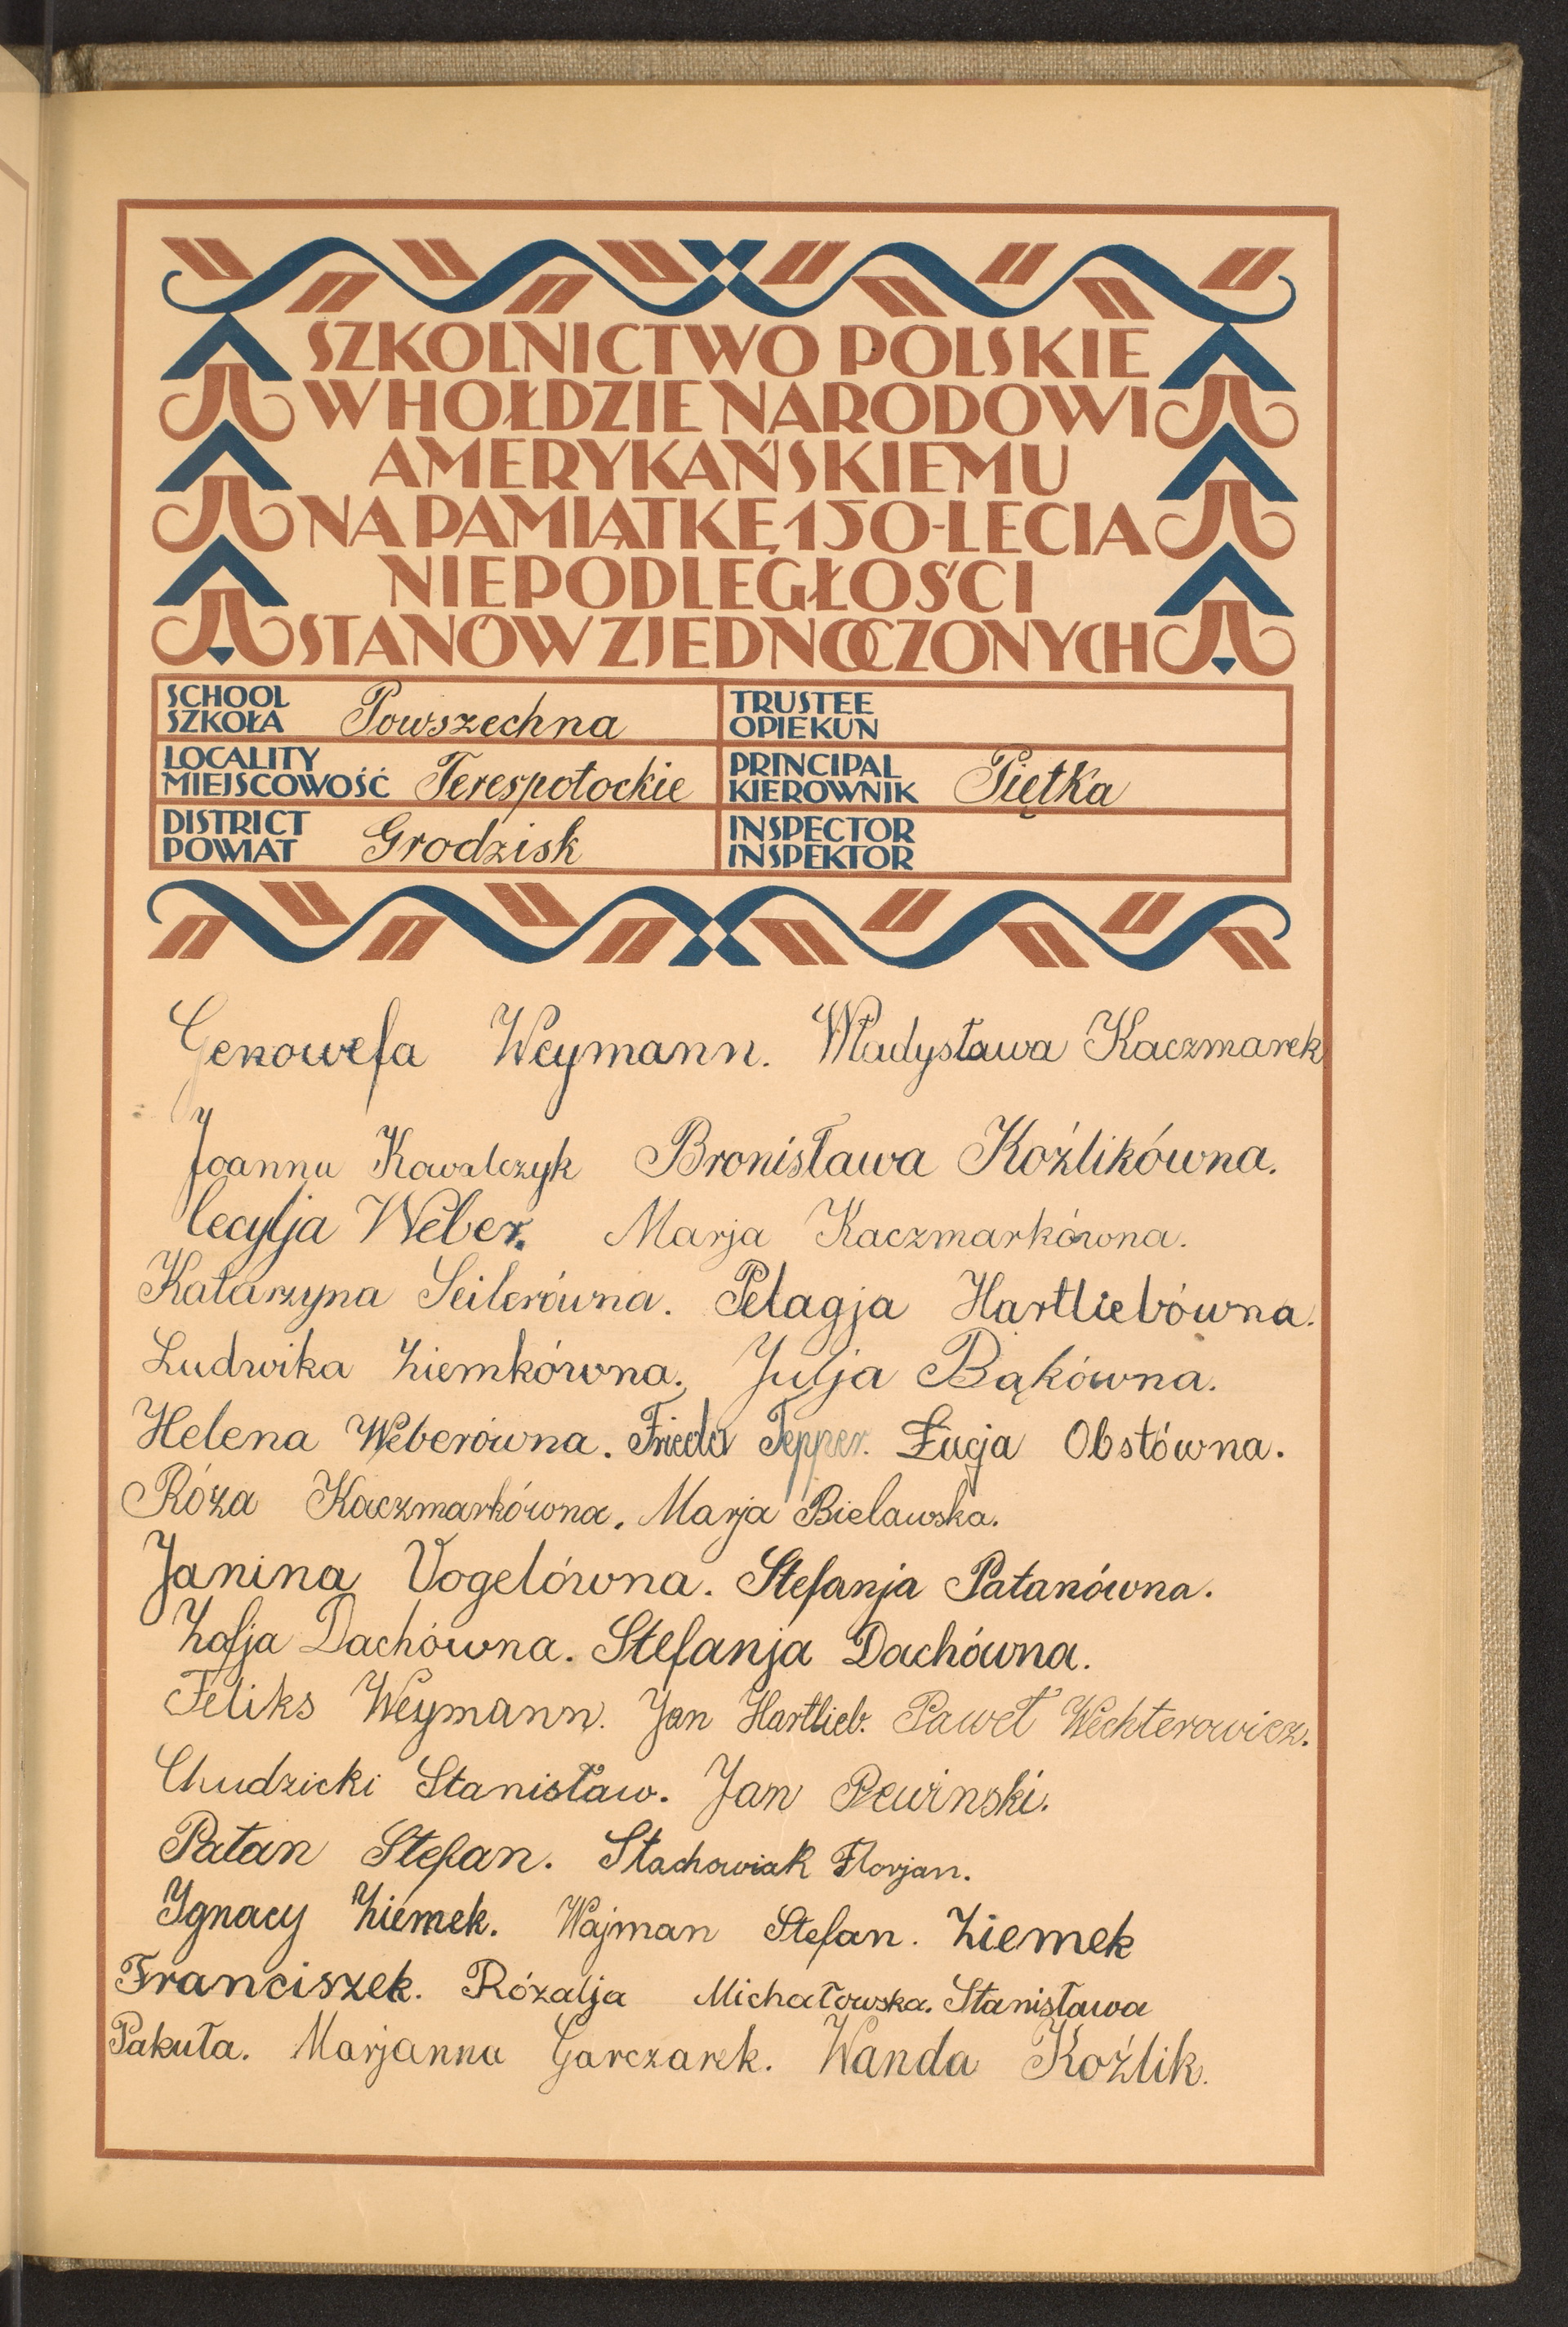 SZKOLNICTWO POLSKIE
W HOŁDZIE NARODOWI
AMERYKAŃSKIEMU
NA PAMIĄTKĘ 150-LECIA
NIEPODLEGŁOŚCI
STANÓW ZJEDNOCZONYCH
SCHOOL
SZKOŁA Powszechna
TRUSTEE
OPIEKUN
LOCALITY
MIEJSCOWOŚĆ Terespotockie
PRINCIPAL
KIEROWNIK Piętka
DISTRICT
POWIAT Grodzisk
INSPECTOR
INSPEKTOR
Genowefa Weymann. Władysława Kaczmarek
Joanna Kowalczyk Bronisława Koźlikówna.
Cecylja Weber. Marja Kaczmarkówna.
Katarzyna Seilerówna. Pelagja Hartliebówna.
Ludwika Ziemkówna. Julja Bąkówna.
Helena Weberówna. Frieda Tepper. Łucja Obstówna.
Róża Kaczmarkówna. Marja Bielawska.
Janina Vogelówna. Stefanja Patanówna.
Zofja Dachówna. Stefanja Dachówna.
Feliks Weymann. Jan Hartlieb. Paweł Wechterowicz.
Chudzicki Stanisław. Jan Pewinski.
Patan Stefan. Stachowiak Florjan.
Ignacy Ziemek. Wajman Stefan. Ziemek
Franciszek. Rózalja Michałowska. Stanisława
Pakuła. Marjanna Garczarek. Wanda Koźlik.